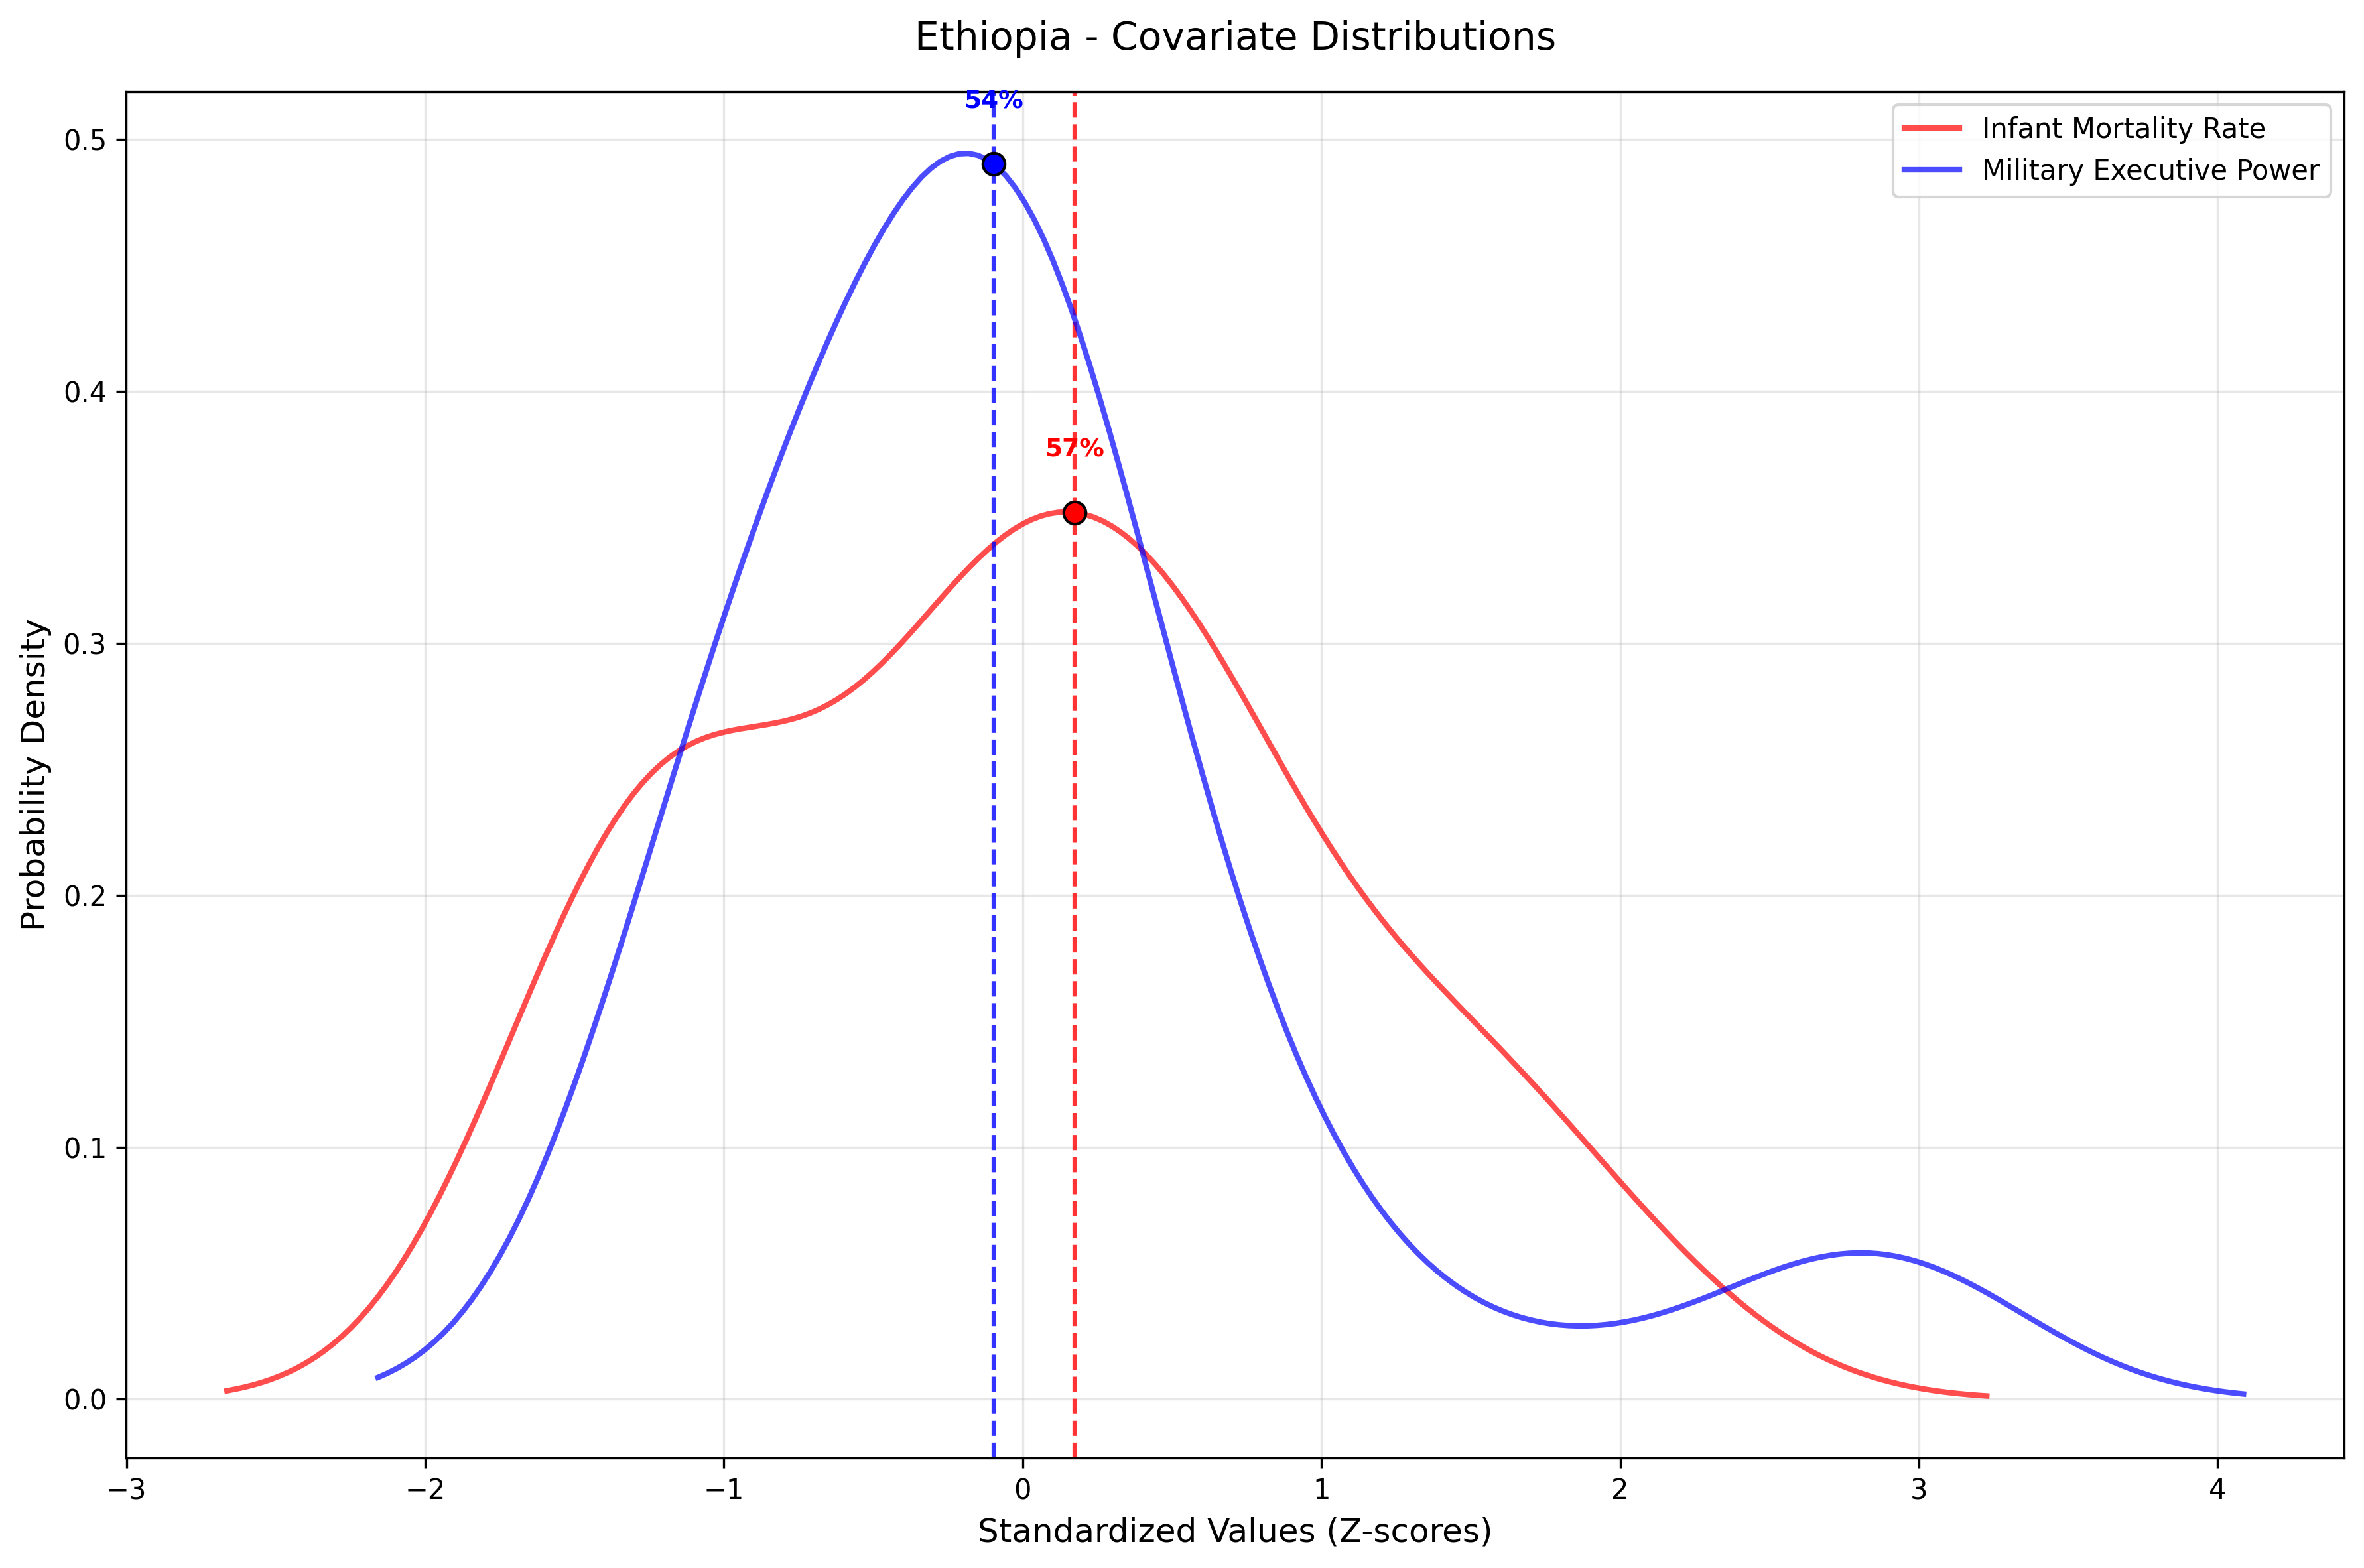 Ethiopia - Covariate Distributions
54%
Infant Mortality Rate
Military Executive Power
57%
0.5
0.4
0.3
0.2
0.1
0.0
Probability Density
−3 −2 −1 0 1 2 3 4
Standardized Values (Z-scores)